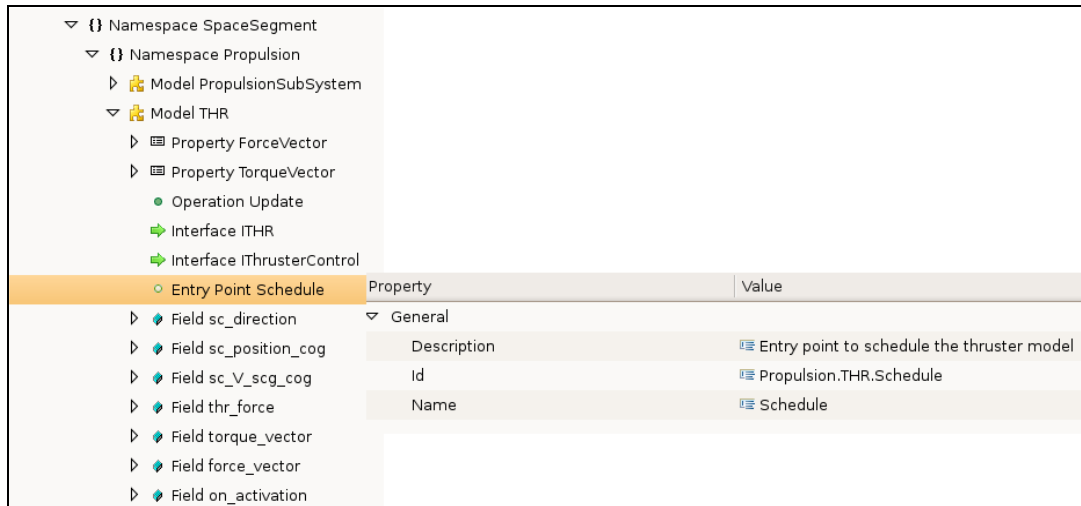 {} Namespace SpaceSegment
{} Namespace Propulsion
Model PropulsionSubSystem
Model THR
Property ForceVector
Property TorqueVector
Operation Update
Interface ITHR
Interface IThrusterControl
Entry Point Schedule
Property Value
Field sc_direction
General
Field sc_position_cog
Description Entry point to schedule the thruster model
Field sc_V_scg_cog
Id Propulsion.THR.Schedule
Field thr_force
Name Schedule
Field torque_vector
Field force_vector
Field on_activation